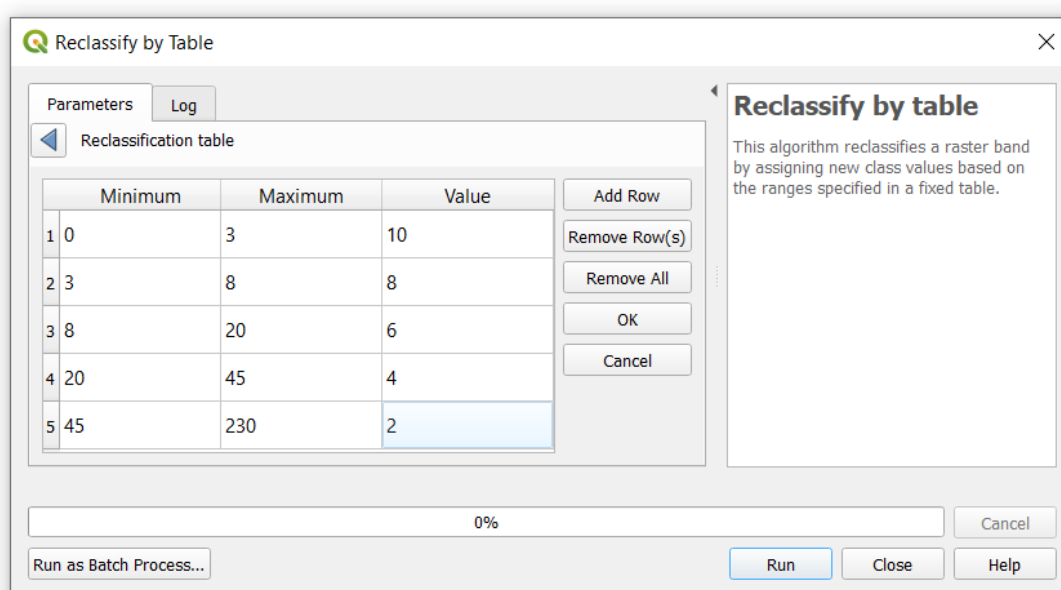 Reclassify by Table
Parameters
Log
Reclassification table
Minimum Maximum Value
1 0 3 10
2 3 8 8
3 8 20 6
4 20 45 4
5 45 230 2
Add Row
Remove Row(s)
Remove All
OK
Cancel
Reclassify by table
This algorithm reclassifies a raster band
by assigning new class values based on
the ranges specified in a fixed table.
0%
Cancel
Run as Batch Process...
Run
Close
Help